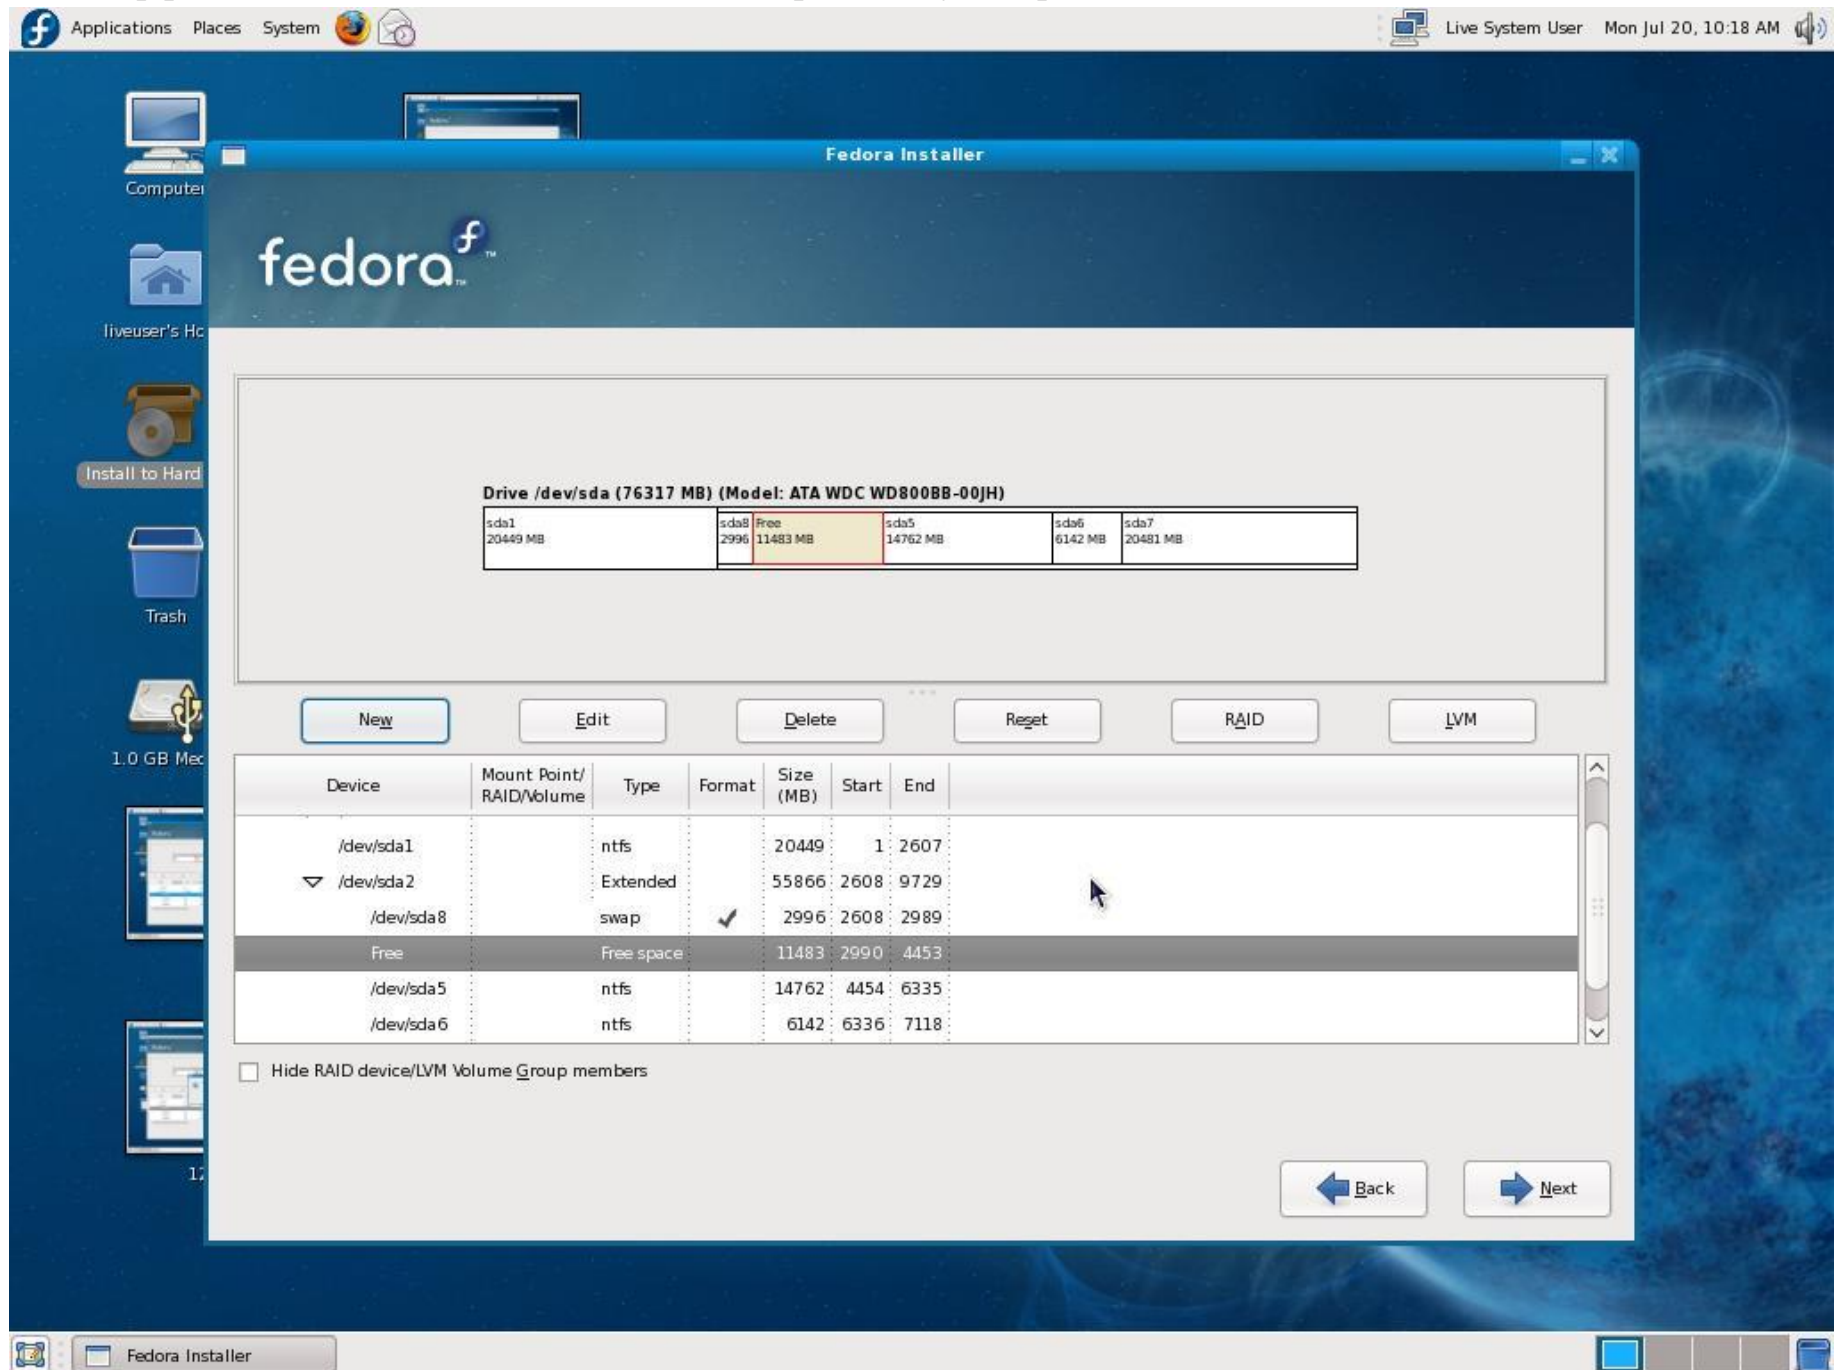 Applications Places System
Live System User Mon Jul 20, 10:18 AM
Computer
liveuser's Ho
Install to Hard
Trash
1.0 GB Med
12
Fedora Installer
fedora
Drive /dev/sda (76317 MB) (Model: ATA WDC WD800BB-00JH)
sda1 sda8 Free sda5 sda6 sda7
20449 MB 2996 11483 MB 14762 MB 6142 MB 20481 MB
New Edit Delete Reset RAID LVM
Device Mount Point/ RAID/Volume Type Format Size (MB) Start End
/dev/sda1 ntfs 20449 1 2607
/dev/sda2 Extended 55866 2608 9729
/dev/sda8 swap 2996 2608 2989
Free Free space 11483 2990 4453
/dev/sda5 ntfs 14762 4454 6335
/dev/sda6 ntfs 6142 6336 7118
Hide RAID device/LVM Volume Group members
Back Next
Fedora Installer